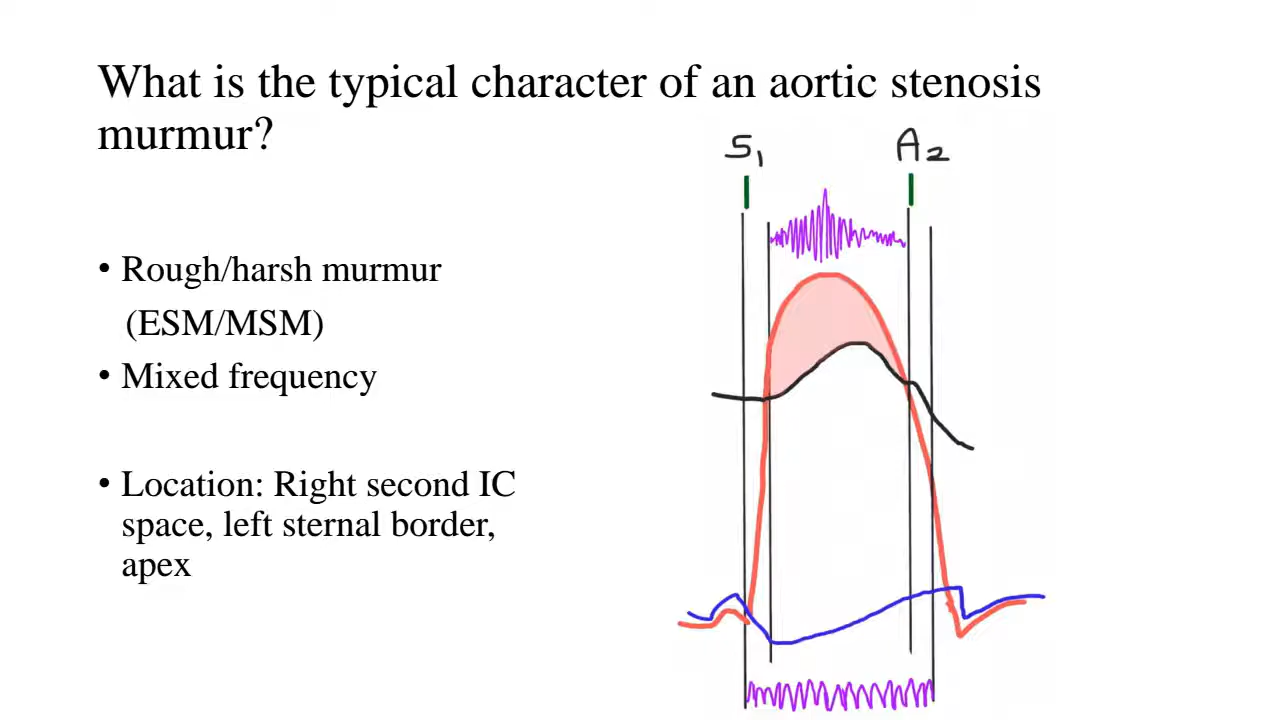 What is the typical character of an aortic stenosis
murmur?
S₁
A₂
• Rough/harsh murmur
(ESM/MSM)
• Mixed frequency
• Location: Right second IC
space, left sternal border,
apex